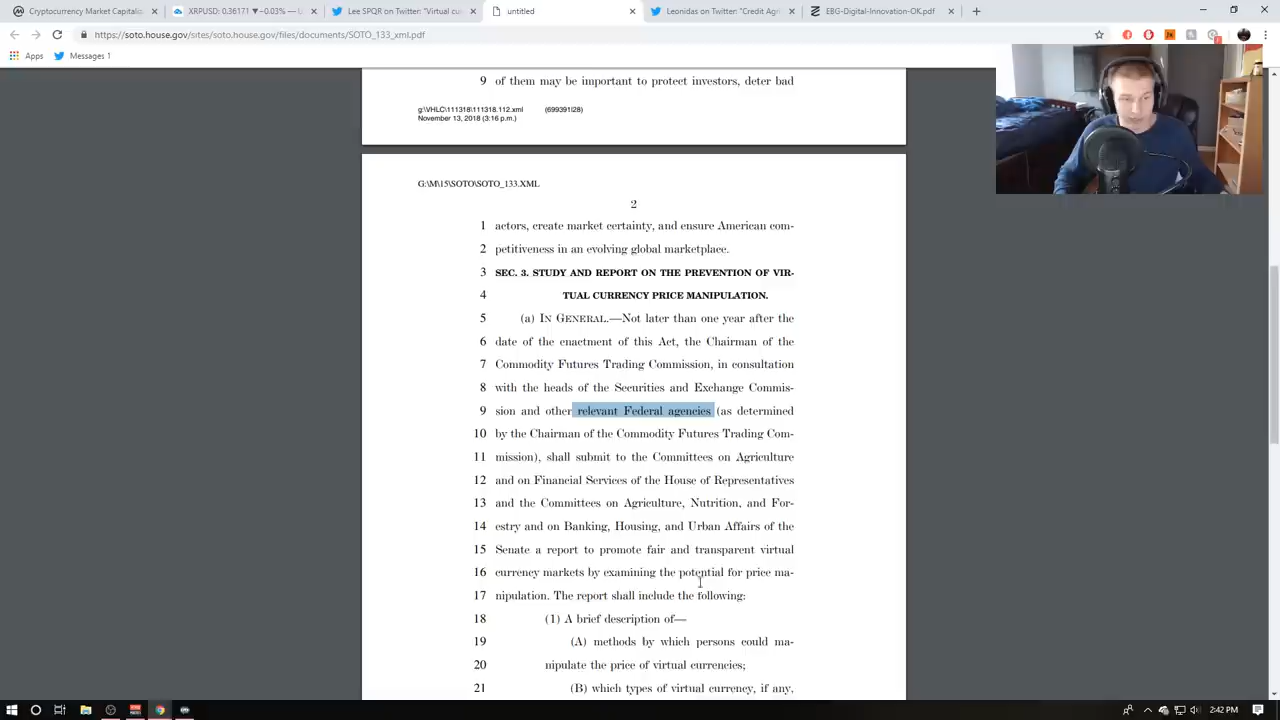 Cryptocurrency Market Capitaliz
XRPUSD: 0.36171 ▼−0.03% — U
Lee SPQR on Twitter: "Virtual cu
untitled
Leonidas on Twitter: "Credit Agri
EBG-Digital-Innovation-OK.pdf
https://soto.house.gov/sites/soto.house.gov/files/documents/SOTO_133_xml.pdf
Apps
Messages 1
9 of them may be important to protect investors, deter bad
g:\VHLC\111318\111318.112.xml (699391|28)
November 13, 2018 (3:16 p.m.)
G:\M\15\SOTO\SOTO_133.XML
2
1 actors, create market certainty, and ensure American com-
2 petitiveness in an evolving global marketplace.
3 SEC. 3. STUDY AND REPORT ON THE PREVENTION OF VIR-
4 TUAL CURRENCY PRICE MANIPULATION.
5 (a) IN GENERAL.—Not later than one year after the
6 date of the enactment of this Act, the Chairman of the
7 Commodity Futures Trading Commission, in consultation
8 with the heads of the Securities and Exchange Commis-
9 sion and other relevant Federal agencies (as determined
10 by the Chairman of the Commodity Futures Trading Com-
11 mission), shall submit to the Committees on Agriculture
12 and on Financial Services of the House of Representatives
13 and the Committees on Agriculture, Nutrition, and For-
14 estry and on Banking, Housing, and Urban Affairs of the
15 Senate a report to promote fair and transparent virtual
16 currency markets by examining the potential for price ma-
17 nipulation. The report shall include the following:
18 (1) A brief description of—
19 (A) methods by which persons could ma-
20 nipulate the price of virtual currencies;
21 (B) which types of virtual currency, if any,
2:42 PM